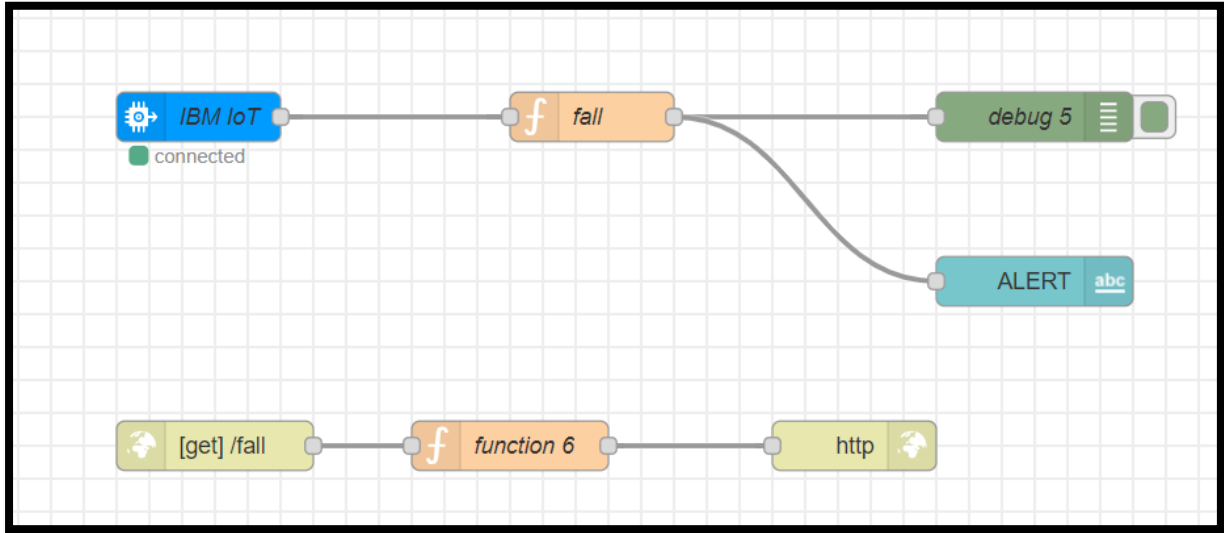 IBM IoT
fall
debug 5
connected
ALERT
abc
[get] /fall
function 6
http